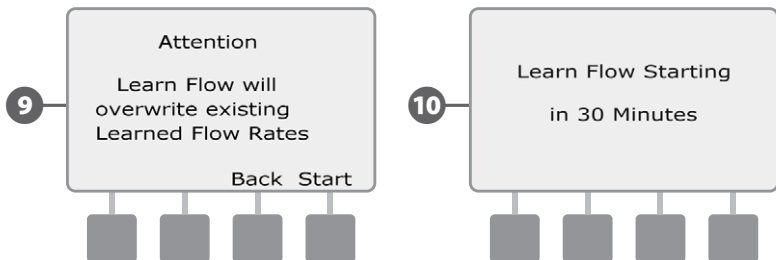 9
Attention
Learn Flow will
overwrite existing
Learned Flow Rates
Back Start
10
Learn Flow Starting
in 30 Minutes